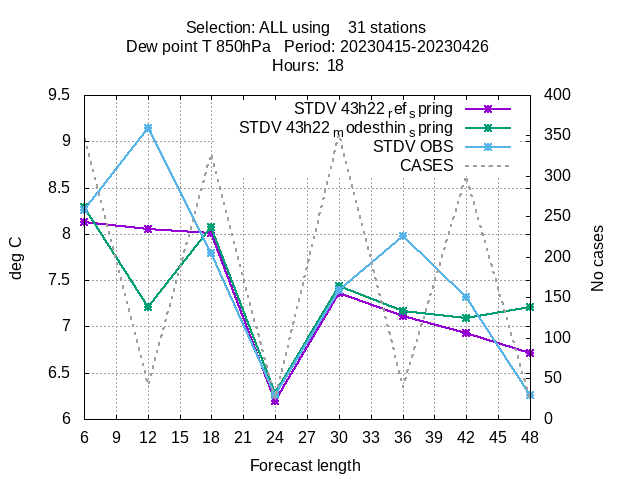 Selection: ALL using    31 stations
Dew point T 850hPa   Period: 20230415-20230426
Hours: 18
STDV 43h22_ref_spring
STDV 43h22_modesthin_spring
STDV OBS
CASES
deg C
9.5
9
8.5
8
7.5
7
6.5
6
400
350
300
250
200
150
100
50
0
No cases
6 9 12 15 18 21 24 27 30 33 36 39 42 45 48
Forecast length